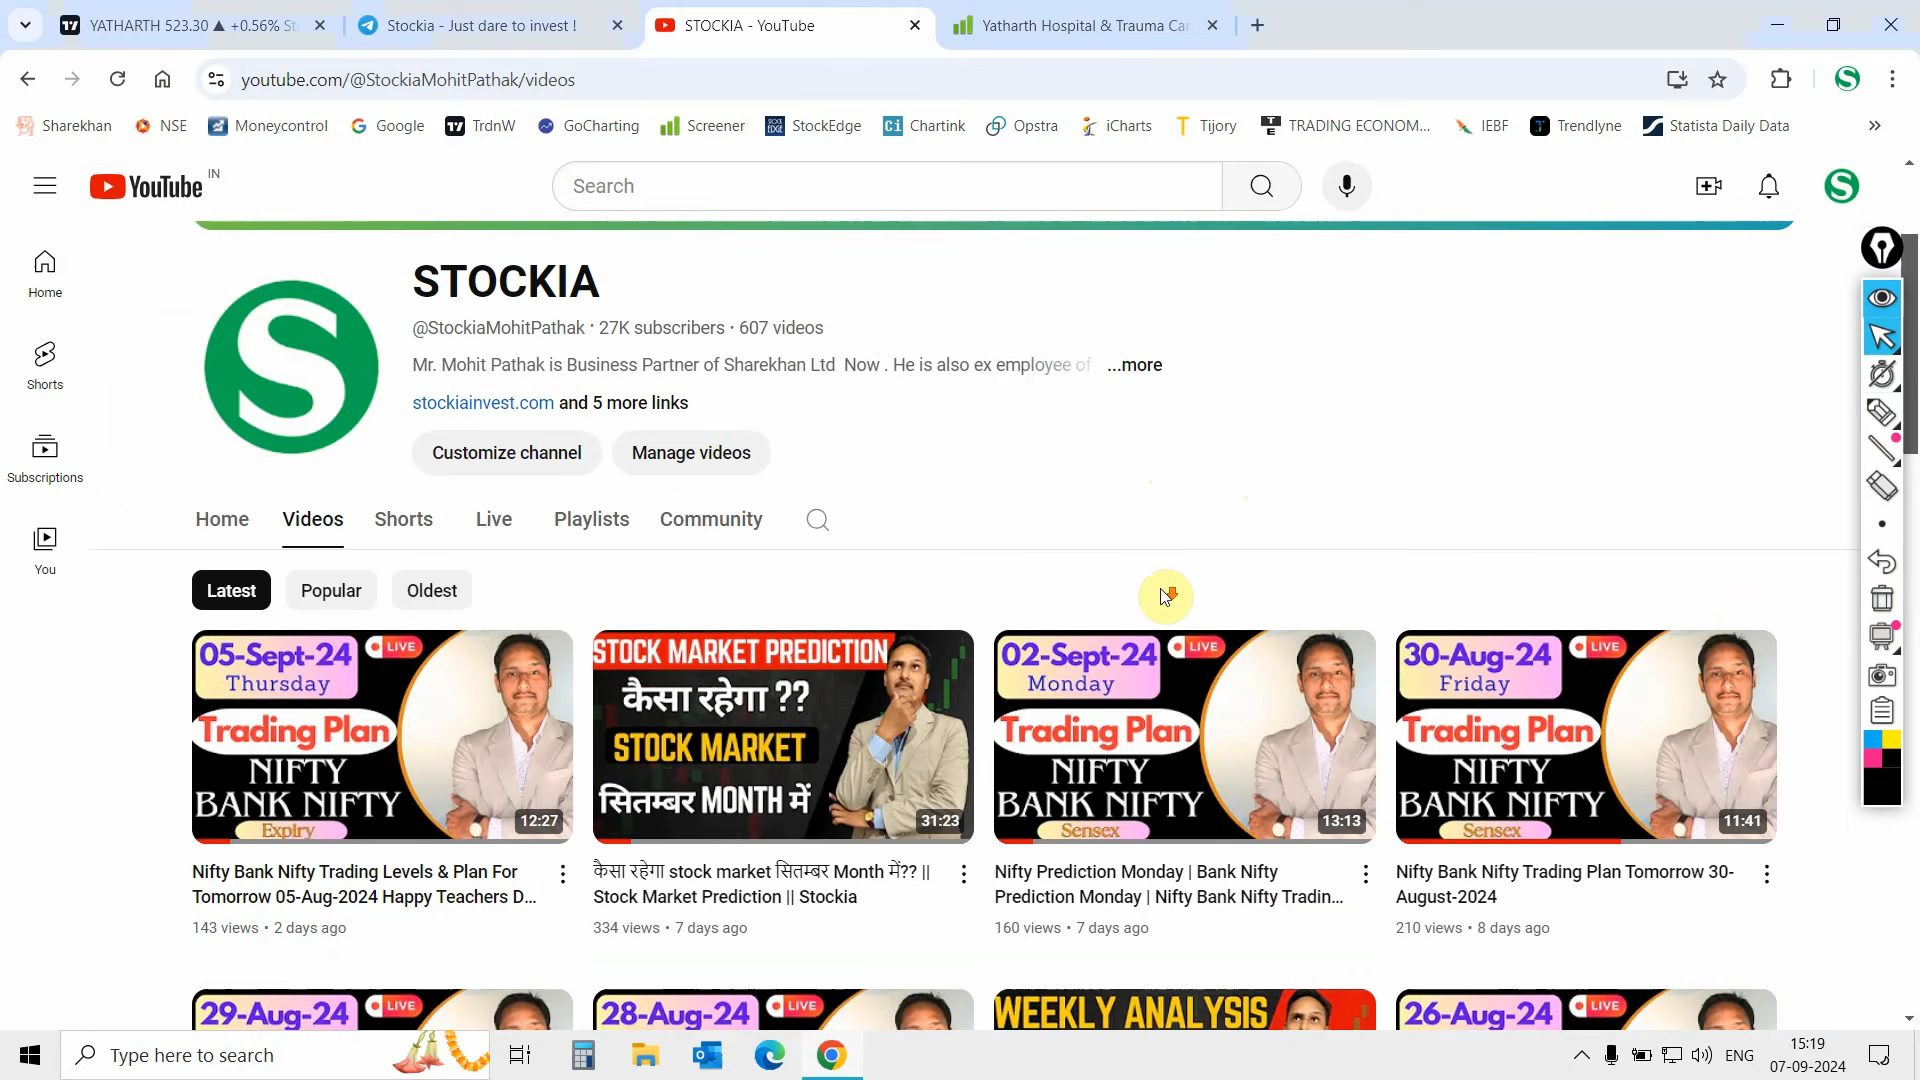 YATHARTH 523.30 ▲ +0.56%
Stockia - Just dare to invest !
STOCKIA - YouTube
Yatharth Hospital & Trauma Car
youtube.com/@StockiaMohitPathak/videos
Sharekhan
NSE
Moneycontrol
Google
TrdnW
GoCharting
Screener
StockEdge
Chartink
Opstra
iCharts
Tijory
TRADING ECONOM...
IEBF
Trendlyne
Statista Daily Data
YouTube IN
Search
Home
Shorts
Subscriptions
You
STOCKIA
@StockiaMohitPathak · 27K subscribers · 607 videos
Mr. Mohit Pathak is Business Partner of Sharekhan Ltd Now . He is also ex employee of ...more
stockiainvest.com and 5 more links
Customize channel
Manage videos
Home
Videos
Shorts
Live
Playlists
Community
Latest
Popular
Oldest
05-Sept-24
LIVE
Thursday
Trading Plan
NIFTY
BANK NIFTY
Expiry
12:27
Nifty Bank Nifty Trading Levels & Plan For
Tomorrow 05-Aug-2024 Happy Teachers D...
143 views • 2 days ago
STOCK MARKET PREDICTION
कैसा रहेगा ??
STOCK MARKET
सितम्बर MONTH में
31:23
कैसा रहेगा stock market सितम्बर Month में?? ||
Stock Market Prediction || Stockia
334 views • 7 days ago
02-Sept-24
LIVE
Monday
Trading Plan
NIFTY
BANK NIFTY
Sensex
13:13
Nifty Prediction Monday | Bank Nifty
Prediction Monday | Nifty Bank Nifty Tradin...
160 views • 7 days ago
30-Aug-24
LIVE
Friday
Trading Plan
NIFTY
BANK NIFTY
Sensex
11:41
Nifty Bank Nifty Trading Plan Tomorrow 30-
August-2024
210 views • 8 days ago
29-Aug-24
LIVE
28-Aug-24
LIVE
WEEKLY ANALYSIS
26-Aug-24
LIVE
Type here to search
ENG
15:19
07-09-2024